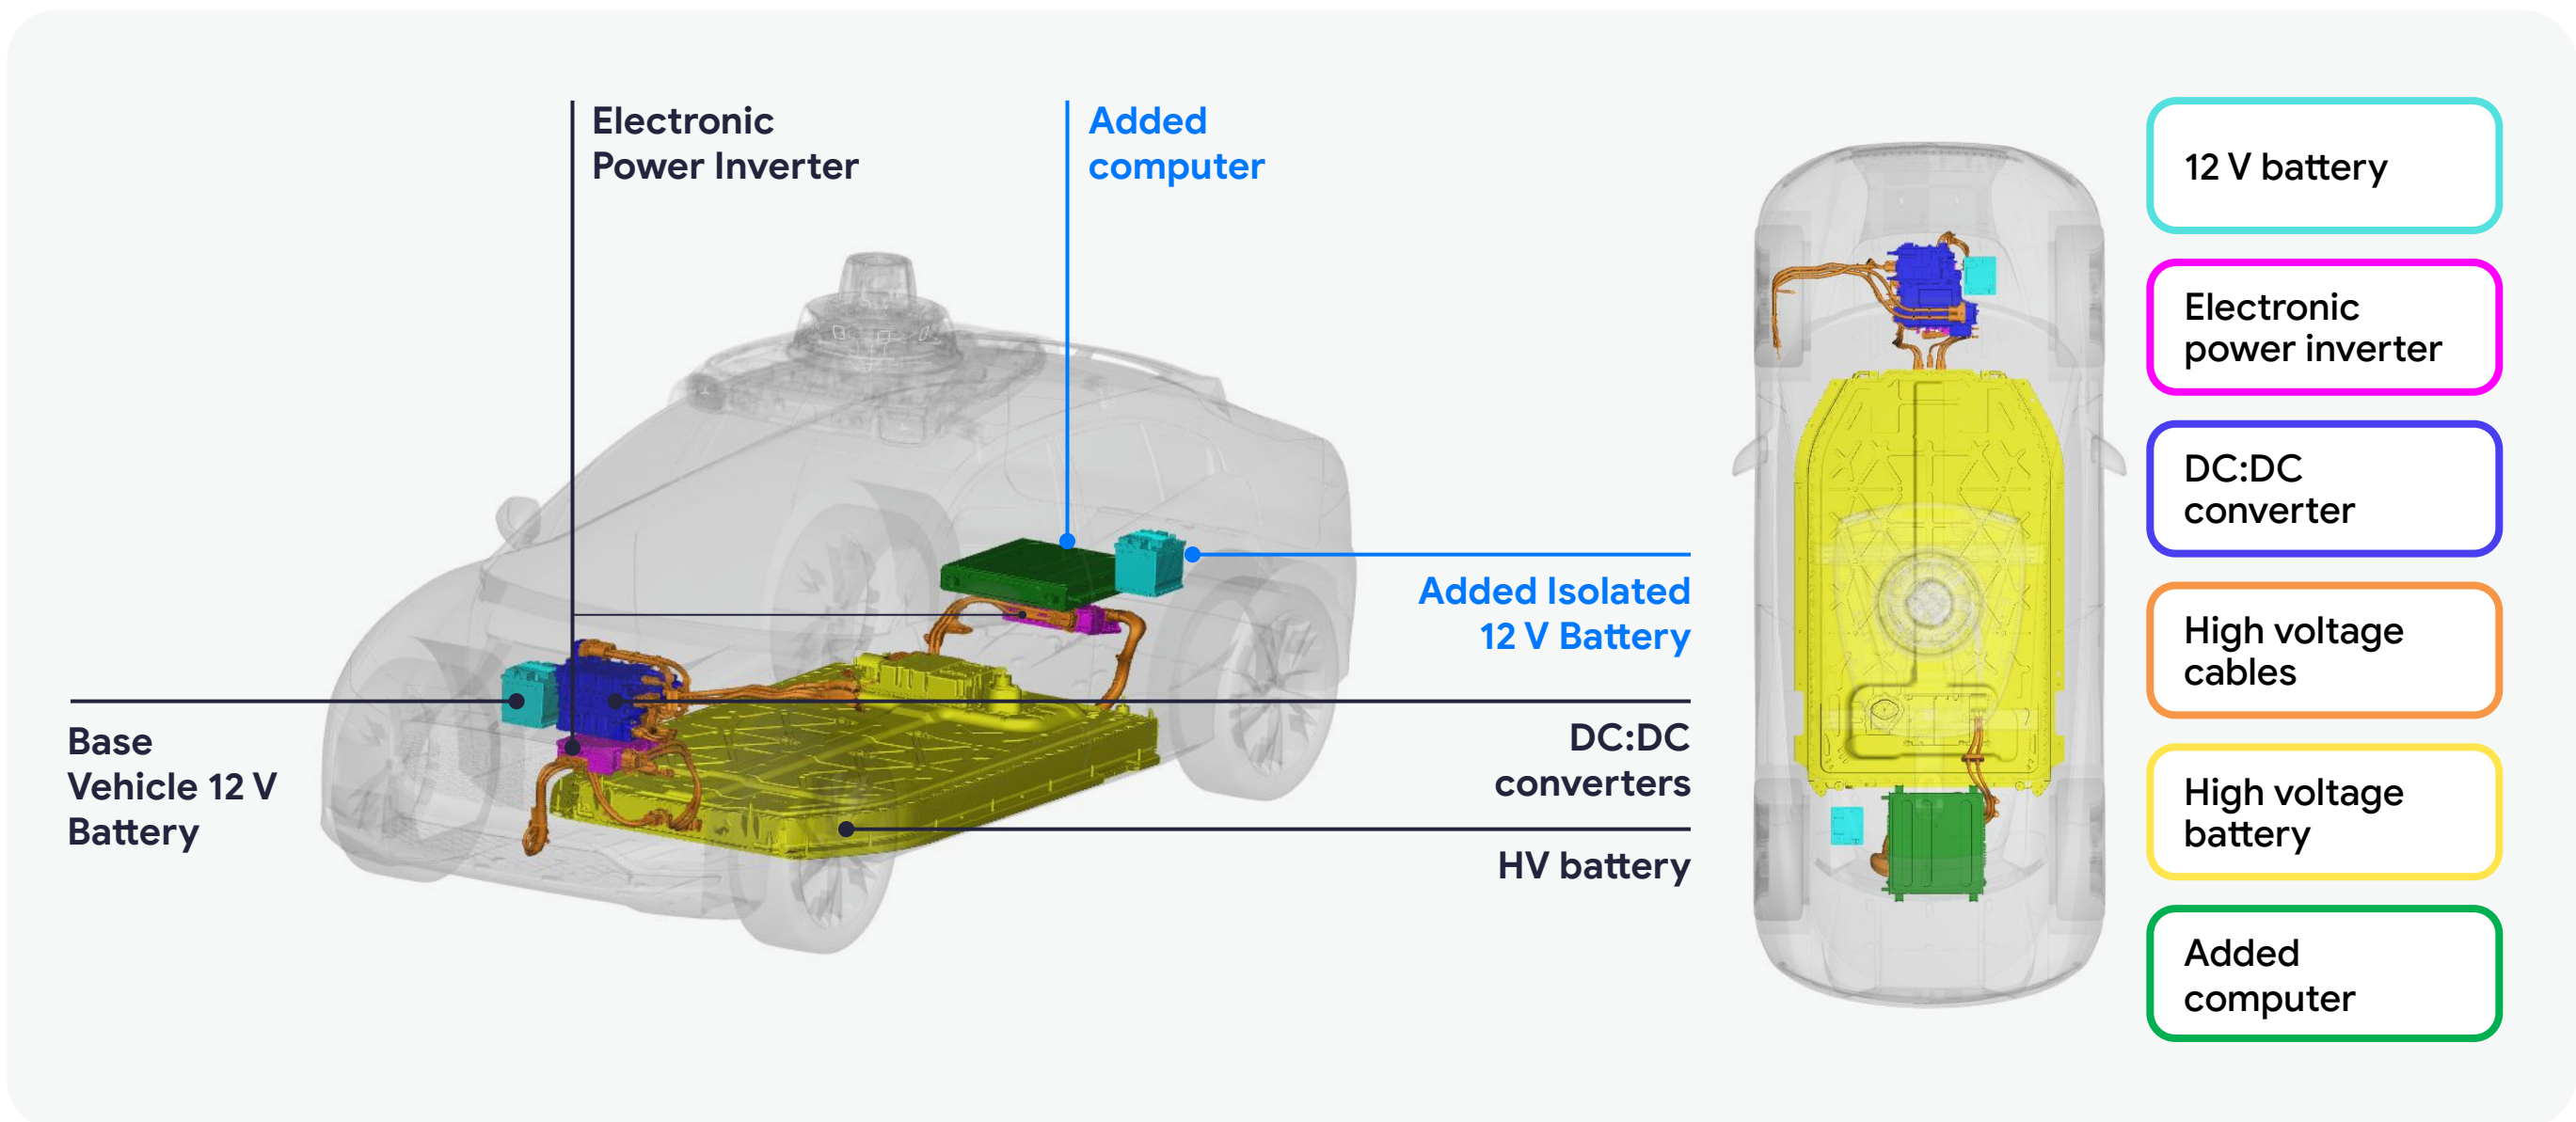 Electronic
Power Inverter
Added
computer
Added Isolated
12 V Battery
Base
Vehicle 12 V
Battery
DC:DC
converters
HV battery
12 V battery
Electronic
power inverter
DC:DC
converter
High voltage
cables
High voltage
battery
Added
computer